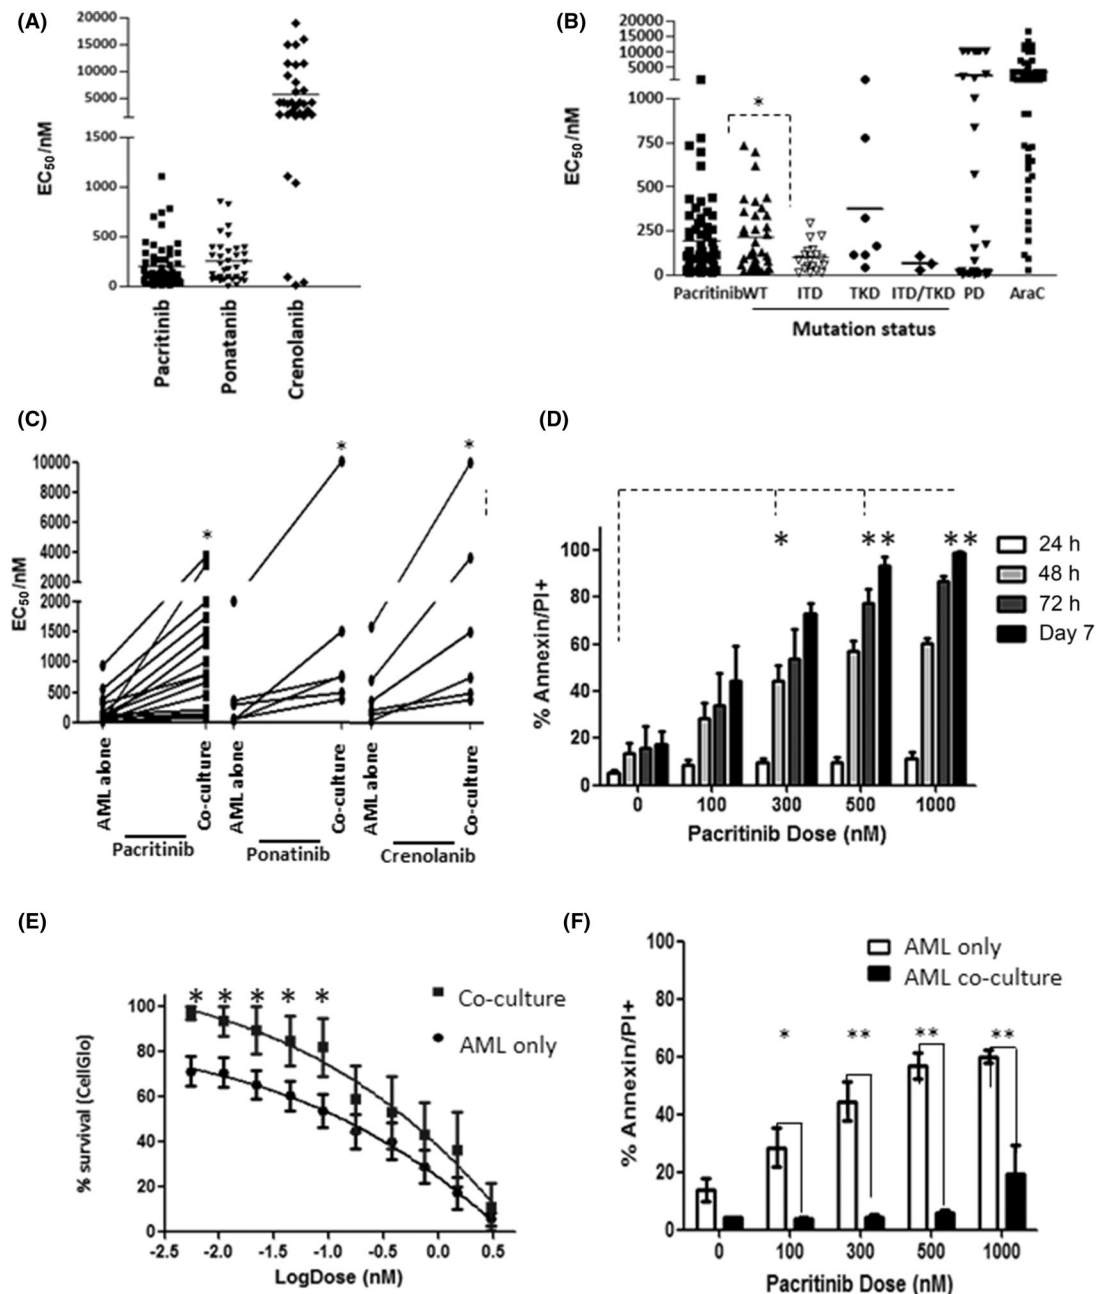 (A)
20000
15000
10000
5000
1500
1000
500
0
EC50/nM
Pacritinib
Ponatanib
Crenolanib
(B)
20000
15000
10000
5000
1000
750
500
250
0
EC50/nM
*
Pacritinib WT ITD TKD ITD/TKD PD AraC
Mutation status
(C)
10000
8000
6000
4000
2000
2000
1500
1000
500
0
EC50/nM
* * *
AML alone Co-culture AML alone Co-culture AML alone Co-culture
Pacritinib Ponatinib Crenolanib
(D)
100
80
60
40
20
0
% Annexin/PI+
* ** **
24 h
48 h
72 h
Day 7
0 100 300 500 1000
Pacritinib Dose (nM)
(E)
100
80
60
40
20
0
% survival (CellGlo)
* * * * *
Co-culture
AML only
-2.5 -2.0 -1.5 -1.0 -0.5 0.0 0.5
LogDose (nM)
(F)
100
80
60
40
20
0
% Annexin/PI+
AML only
AML co-culture
* ** ** **
0 100 300 500 1000
Pacritinib Dose (nM)